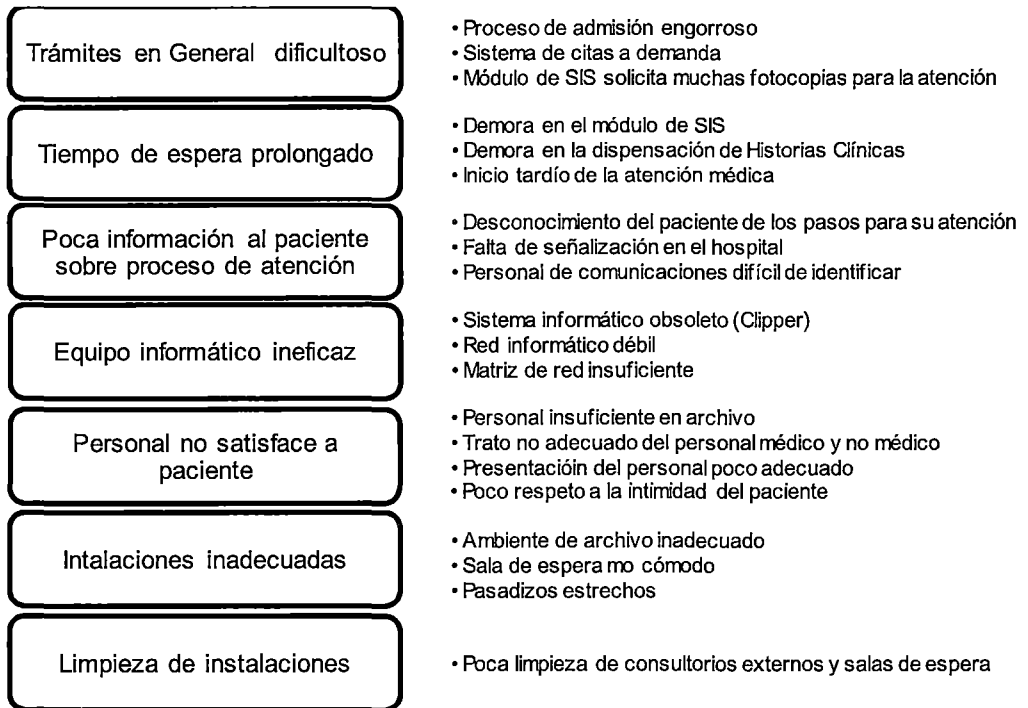 Trámites en General dificultoso
• Proceso de admisión engorroso
• Sistema de citas a demanda
• Módulo de SIS solicita muchas fotocopias para la atención
Tiempo de espera prolongado
• Demora en el módulo de SIS
• Demora en la dispensación de Historias Clínicas
• Inicio tardío de la atención médica
Poca información al paciente
sobre proceso de atención
• Desconocimiento del paciente de los pasos para su atención
• Falta de señalización en el hospital
• Personal de comunicaciones difícil de identificar
Equipo informático ineficaz
• Sistema informático obsoleto (Clipper)
• Red informático débil
• Matriz de red insuficiente
Personal no satisface a
paciente
• Personal insuficiente en archivo
• Trato no adecuado del personal médico y no médico
• Presentacióin del personal poco adecuado
• Poco respeto a la intimidad del paciente
Intalaciones inadecuadas
• Ambiente de archivo inadecuado
• Sala de espera mo cómodo
• Pasadizos estrechos
Limpieza de instalaciones
• Poca limpieza de consultorios externos y salas de espera